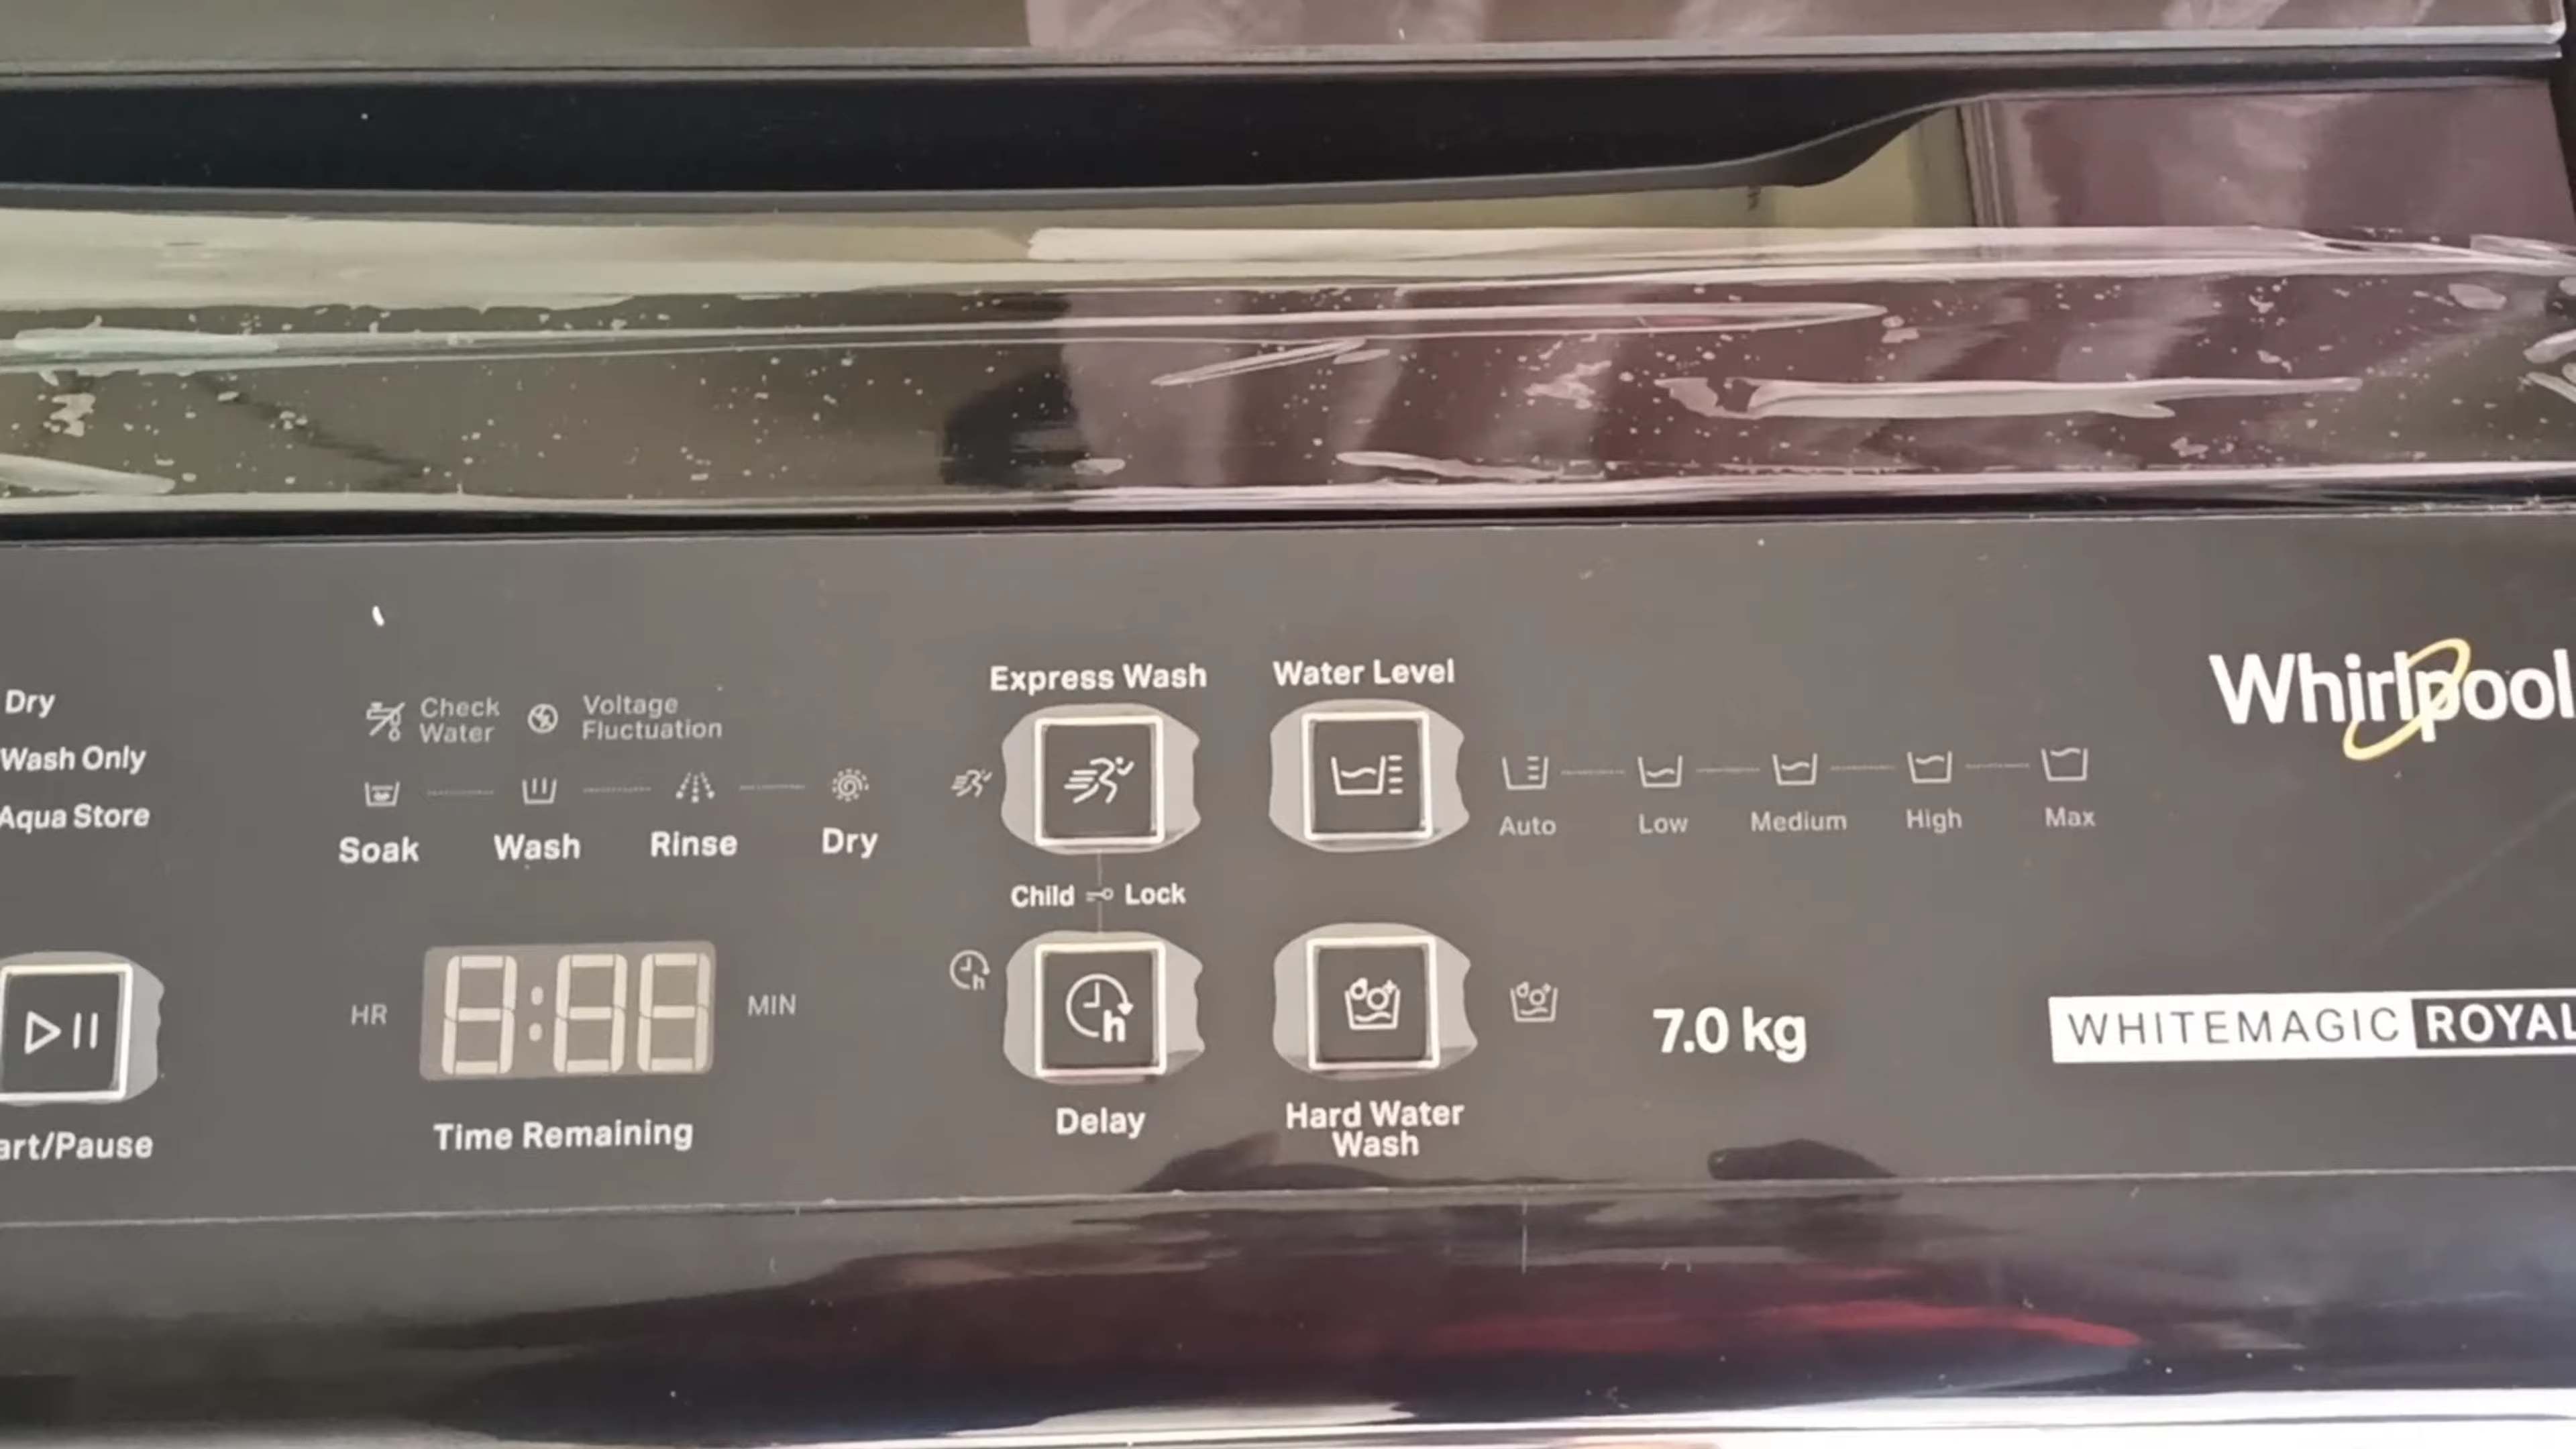 Dry
Wash Only
Aqua Store
Check
Water
Voltage
Fluctuation
Soak
Wash
Rinse
Dry
Express Wash
Water Level
Auto
Low
Medium
High
Max
Whirlpool
Child Lock
HR
MIN
Time Remaining
art/Pause
h
h
Delay
Hard Water
Wash
7.0 kg
WHITEMAGIC ROYAL